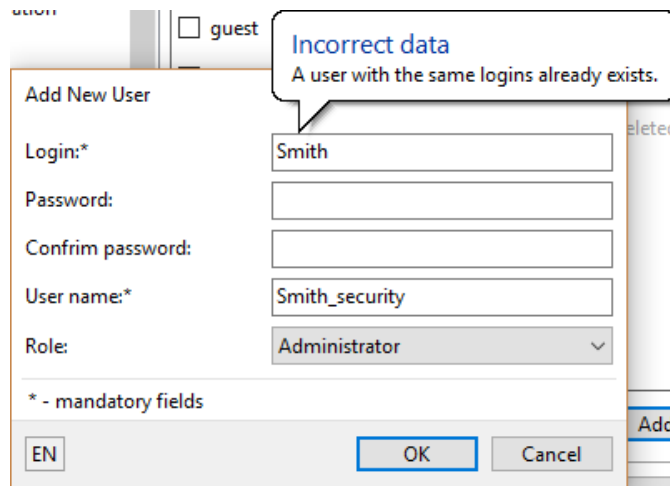 guest
Incorrect data
A user with the same logins already exists.
Add New User
Login:* Smith
Password:
Confrim password:
User name:* Smith_security
Role: Administrator
* - mandatory fields
EN OK Cancel